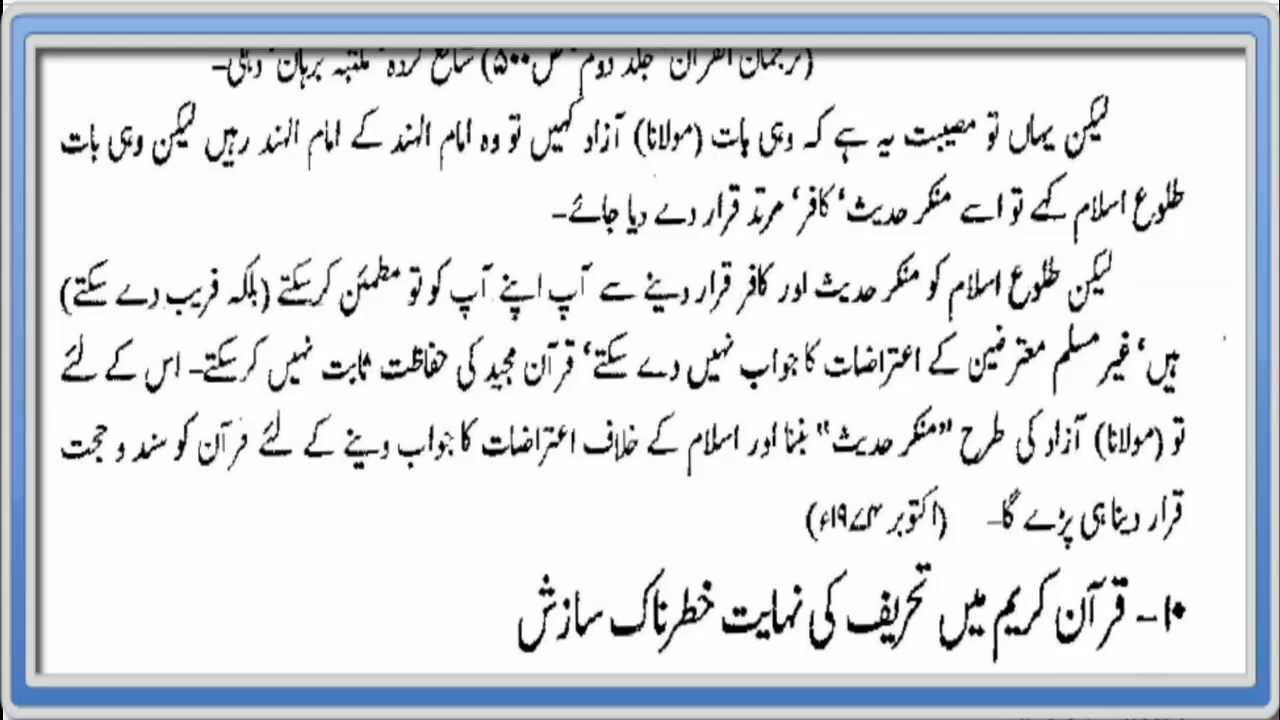 (ترجمان القرآن' جلد دوم' ص ۵۰۰) شائع کردہ' مکتبہ برہان' دہلی۔
لیکن یہاں تو مصیبت یہ ہے کہ وہی بات (مولانا) آزاد کہیں تو وہ امام الہند کے امام الہند رہیں لیکن وہی بات
طلوع اسلام کہے تو اسے منکر حدیث' کافر' مرتد قرار دے دیا جائے۔
لیکن طلوع اسلام کو منکر حدیث اور کافر قرار دینے سے آپ اپنے آپ کو تو مطمئن کرسکتے (بلکہ فریب دے سکتے)
ہیں' غیر مسلم معترضین کے اعتراضات کا جواب نہیں دے سکتے' قرآن مجید کی حفاظت ثابت نہیں کرسکتے۔ اس کے لئے
تو (مولانا) آزاد کی طرح "منکر حدیث" بننا اور اسلام کے خلاف اعتراضات کا جواب دینے کے لئے قرآن کو سند و حجت
قرار دینا ہی پڑے گا۔ (اکتوبر ۱۹۷۴ء)
۱۰۔ قرآن کریم میں تحریف کی نہایت خطرناک سازش